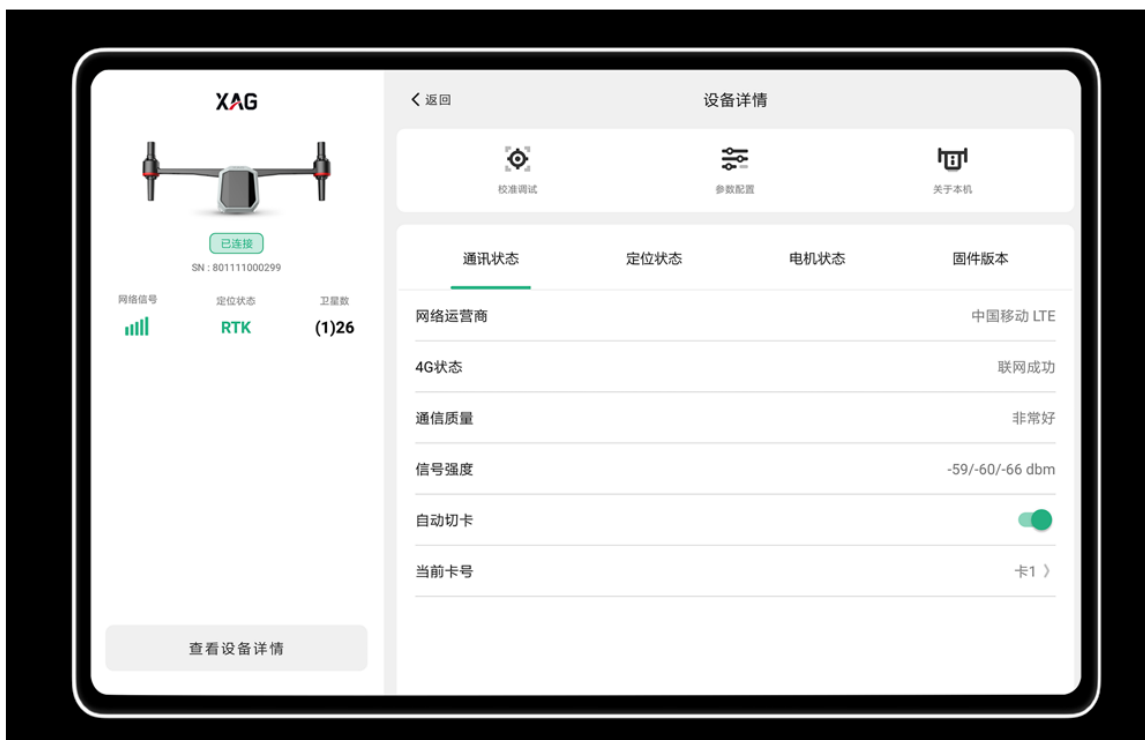 XAG
已连接
SN : 801111000299
网络信号 定位状态 卫星数
RTK (1)26
查看设备详情
返回 设备详情
校准调试 参数配置 关于本机
通讯状态 定位状态 电机状态 固件版本
网络运营商 中国移动 LTE
4G状态 联网成功
通信质量 非常好
信号强度 -59/-60/-66 dbm
自动切卡
当前卡号 卡1 》